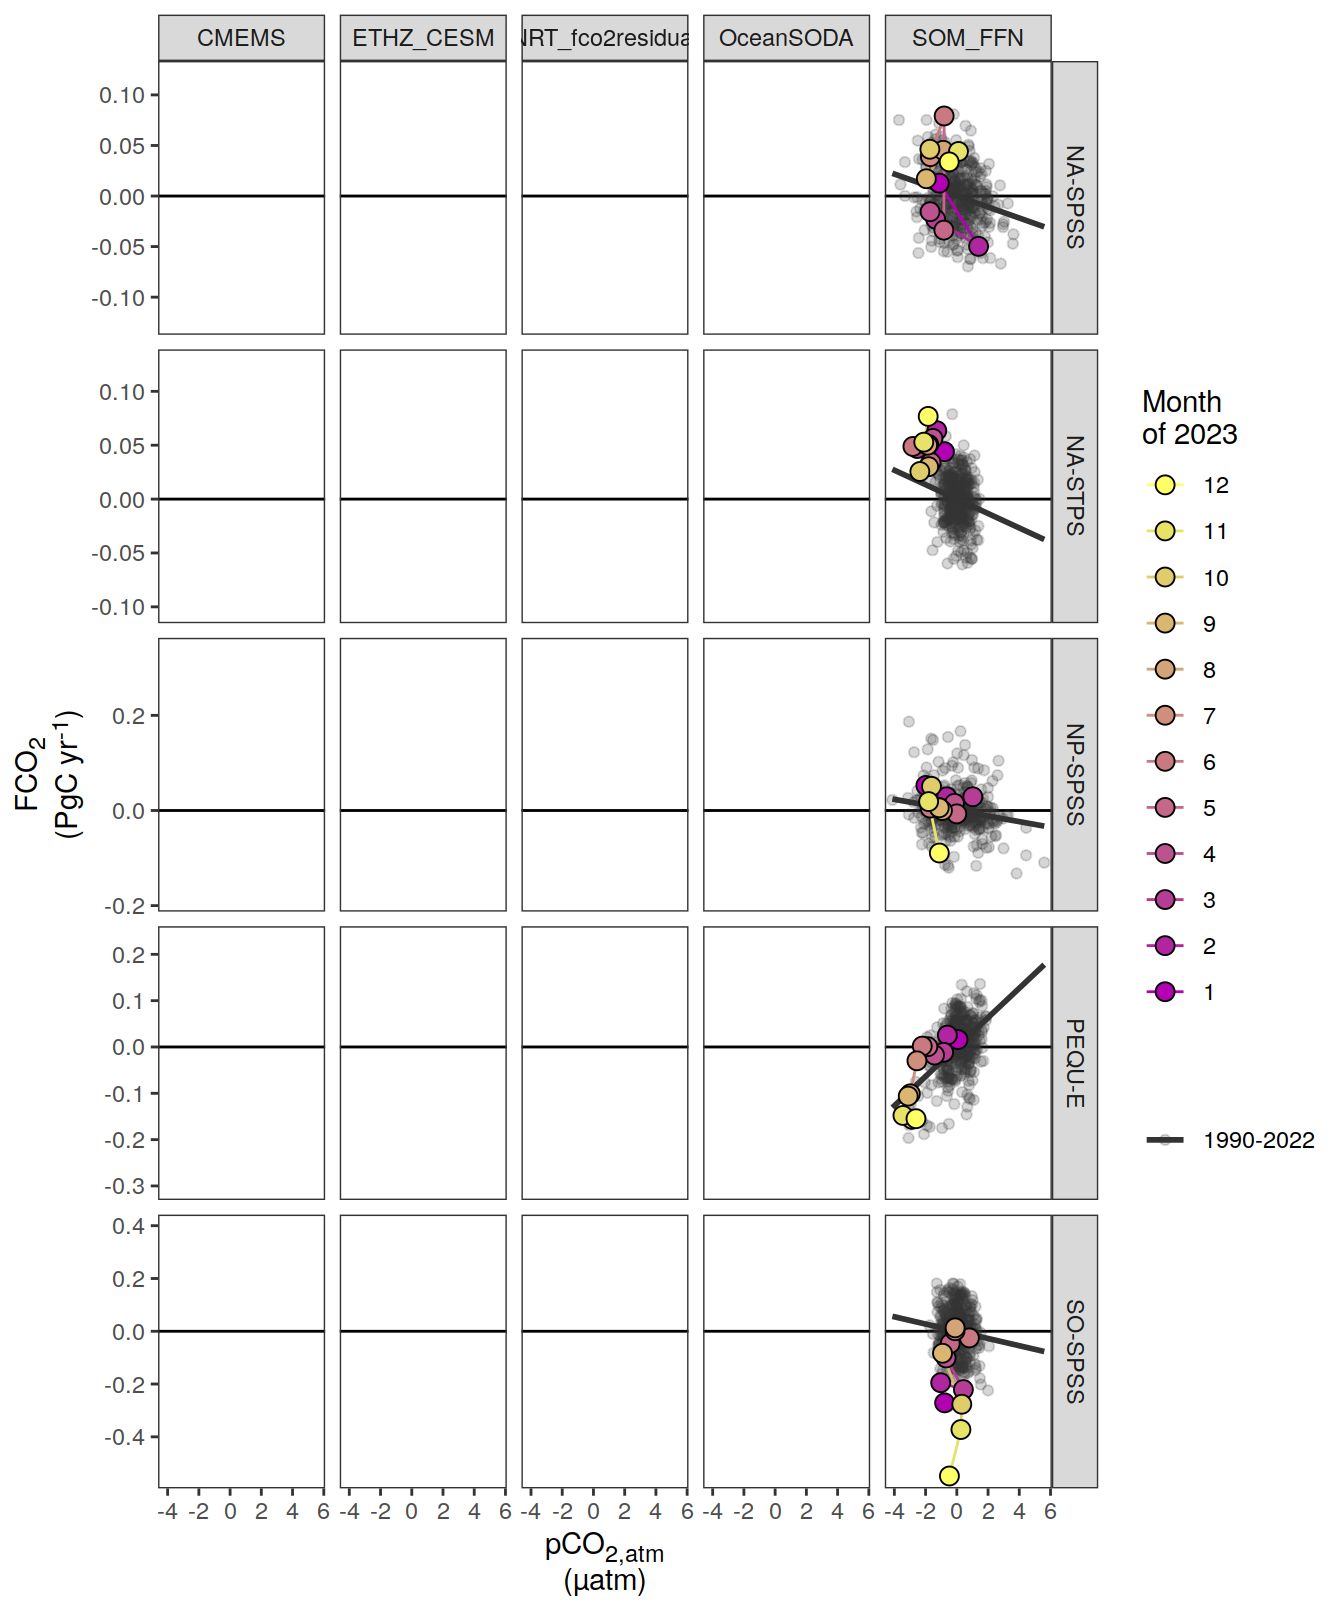 CMEMS ETHZ_CESM NRT_fco2residua OceanSODA SOM_FFN
0.10
0.05
0.00
-0.05
-0.10
NA-SPSS
0.10
0.05
0.00
-0.05
-0.10
NA-STPS
0.2
0.0
-0.2
NP-SPSS
0.2
0.1
0.0
-0.1
-0.2
-0.3
PEQU-E
0.4
0.2
0.0
-0.2
-0.4
SO-SPSS
-4 -2 0 2 4 6 -4 -2 0 2 4 6 -4 -2 0 2 4 6 -4 -2 0 2 4 6 -4 -2 0 2 4 6
pCO2,atm
(µatm)
FCO2
(PgC yr-1)
Month
of 2023
12
11
10
9
8
7
6
5
4
3
2
1
1990-2022